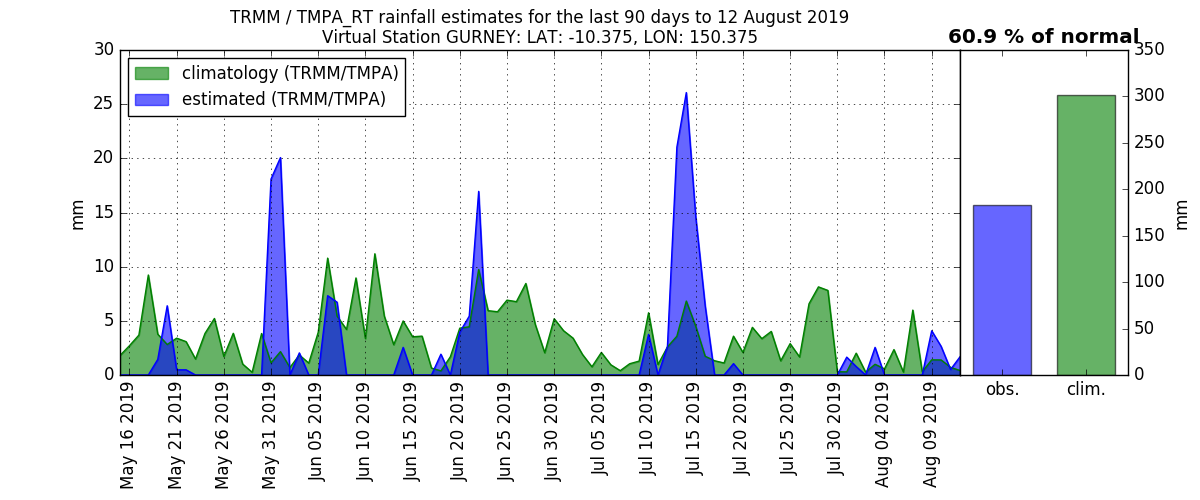 TRMM / TMPA_RT rainfall estimates for the last 90 days to 12 August 2019
Virtual Station GURNEY: LAT: -10.375, LON: 150.375
60.9 % of normal
climatology (TRMM/TMPA)
estimated (TRMM/TMPA)
mm
30
25
20
15
10
5
0
May 16 2019
May 21 2019
May 26 2019
May 31 2019
Jun 05 2019
Jun 10 2019
Jun 15 2019
Jun 20 2019
Jun 25 2019
Jun 30 2019
Jul 05 2019
Jul 10 2019
Jul 15 2019
Jul 20 2019
Jul 25 2019
Jul 30 2019
Aug 04 2019
Aug 09 2019
obs.
clim.
350
300
250
200
150
100
50
0
mm